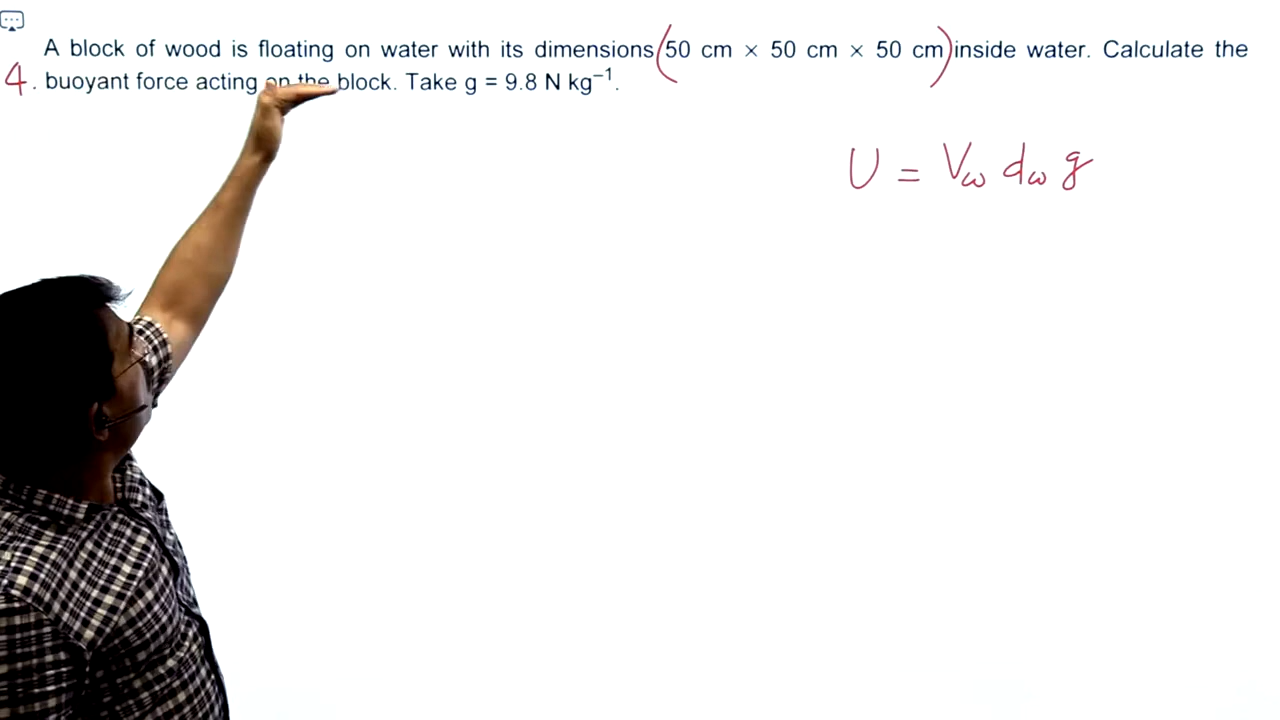 A block of wood is floating on water with its dimensions (50 cm × 50 cm × 50 cm) inside water. Calculate the
4. buoyant force acting on the block. Take g = 9.8 N kg⁻¹.
U = Vω dω g